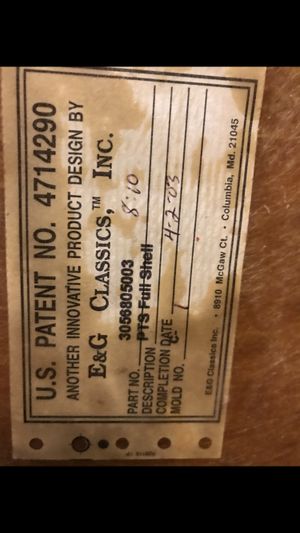 U.S. PATENT NO. 4714290
ANOTHER INNOVATIVE PRODUCT DESIGN BY
E&G CLASSICS,™ INC.
PART NO. 3056805003 8:10
DESCRIPTION PTS Full Shell
COMPLETION DATE 4-2-03
MOLD NO.
E&G Classics Inc. • 8910 McGaw Ct. • Columbia, Md. 21045